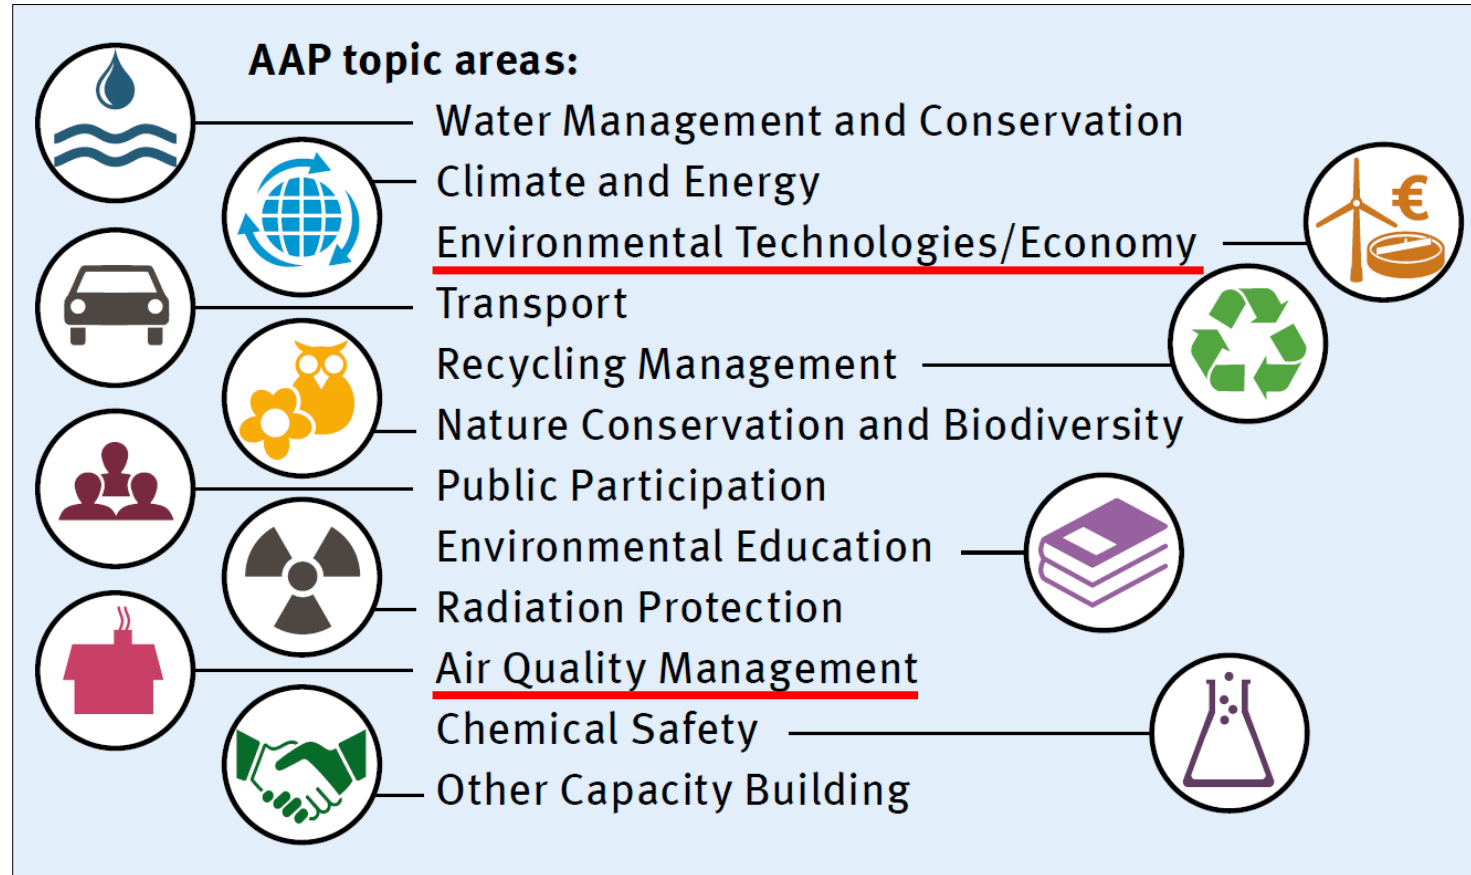 AAP topic areas:
Water Management and Conservation
Climate and Energy
Environmental Technologies/Economy
€
Transport
Recycling Management
Nature Conservation and Biodiversity
Public Participation
Environmental Education
Radiation Protection
Air Quality Management
Chemical Safety
Other Capacity Building